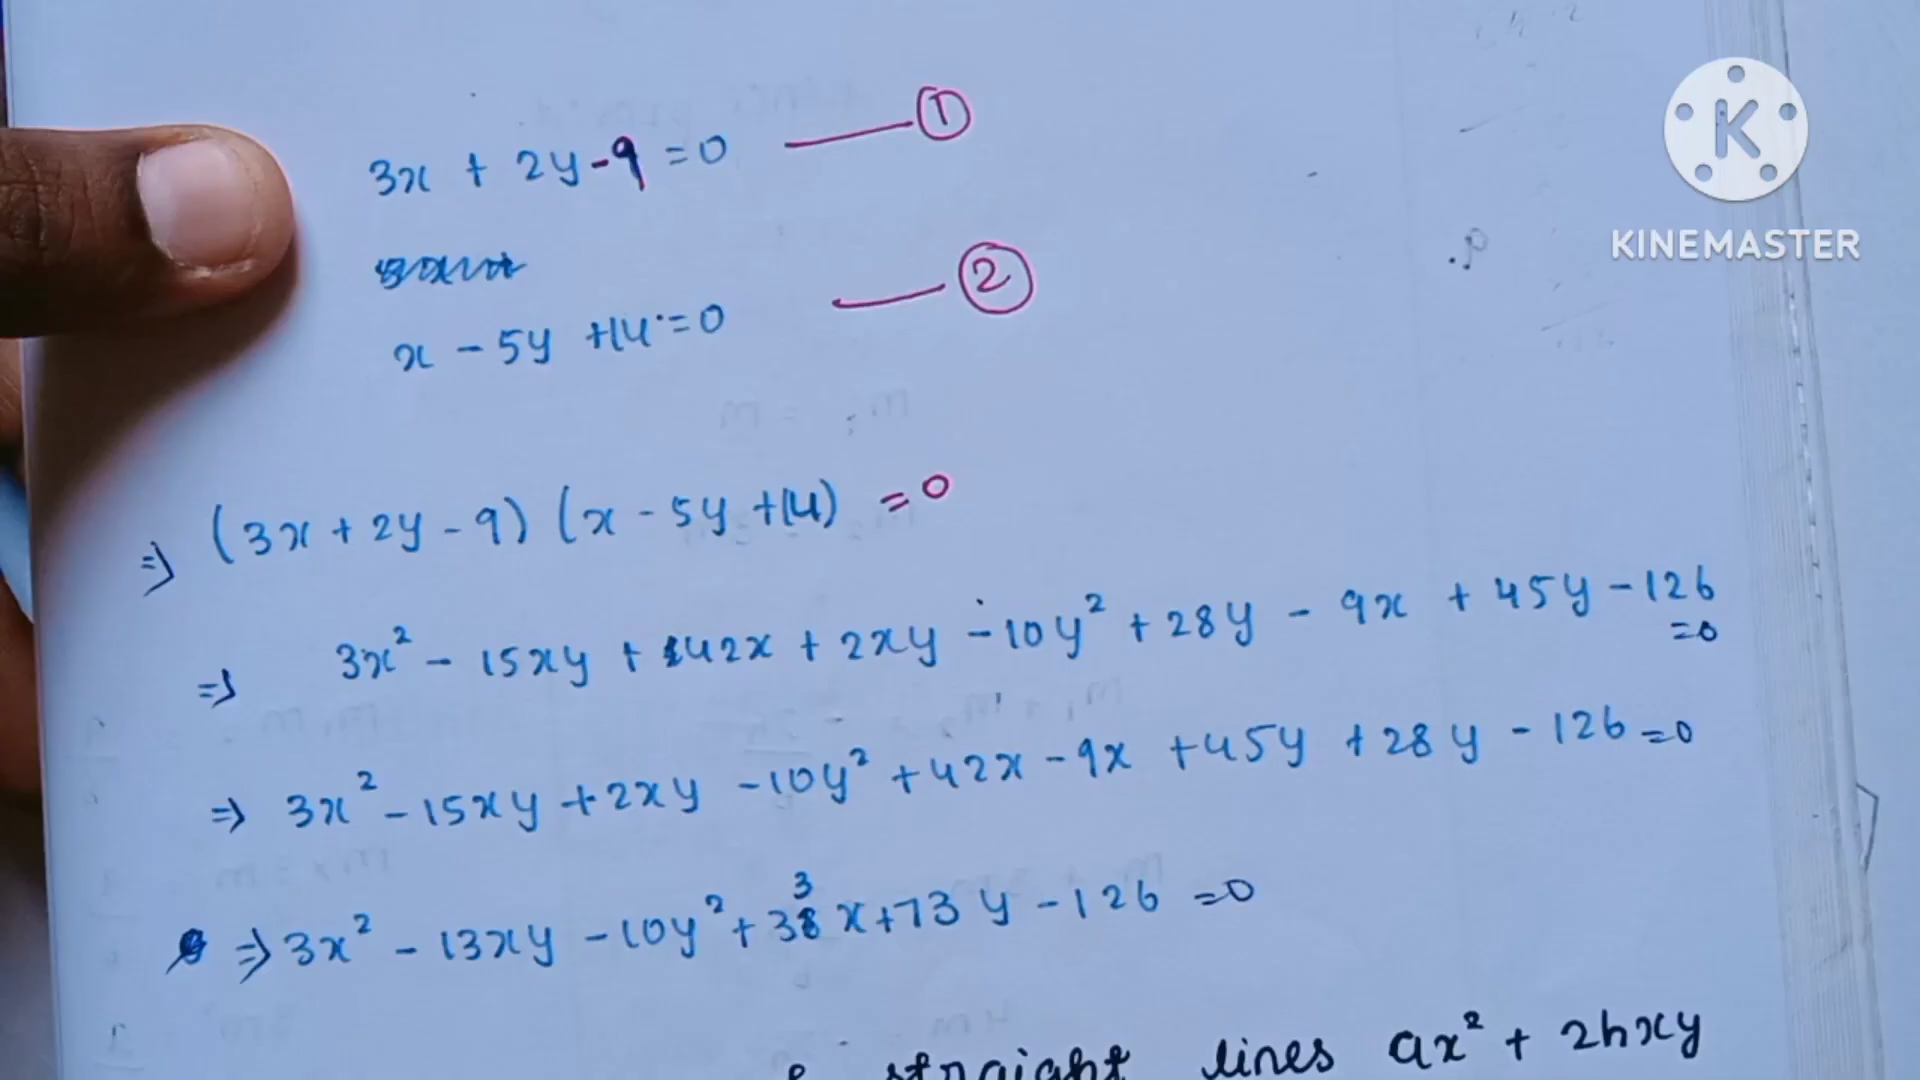 3x + 2y - 9 = 0 —— ①
x - 5y + 14 = 0 —— ②
⇒ (3x + 2y - 9) (x - 5y + 14) = 0
⇒ 3x² - 15xy + 42x + 2xy - 10y² + 28y - 9x + 45y - 126
= 0
⇒ 3x² - 15xy + 2xy - 10y² + 42x - 9x + 45y + 28y - 126 = 0
⇒ 3x² - 13xy - 10y² + 33x + 73y - 126 = 0
straight lines ax² + 2hxy
K
KINEMASTER